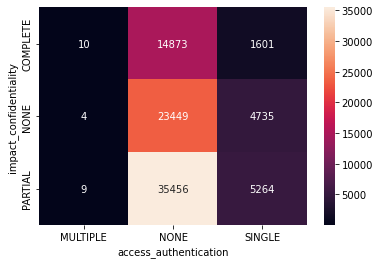 impact_confidentiality
COMPLETE
NONE
PARTIAL
10 14873 1601
4 23449 4735
9 35456 5264
MULTIPLE NONE SINGLE
access_authentication
35000
30000
25000
20000
15000
10000
5000